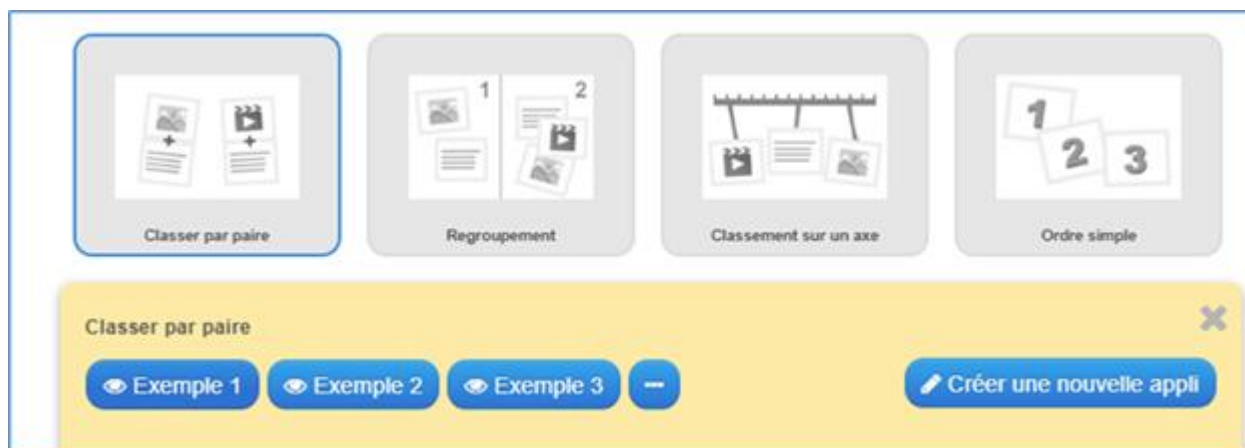 1 2
1
2 3
Classer par paire Regroupement Classement sur un axe Ordre simple
Classer par paire
Exemple 1 Exemple 2 Exemple 3 Créer une nouvelle appli